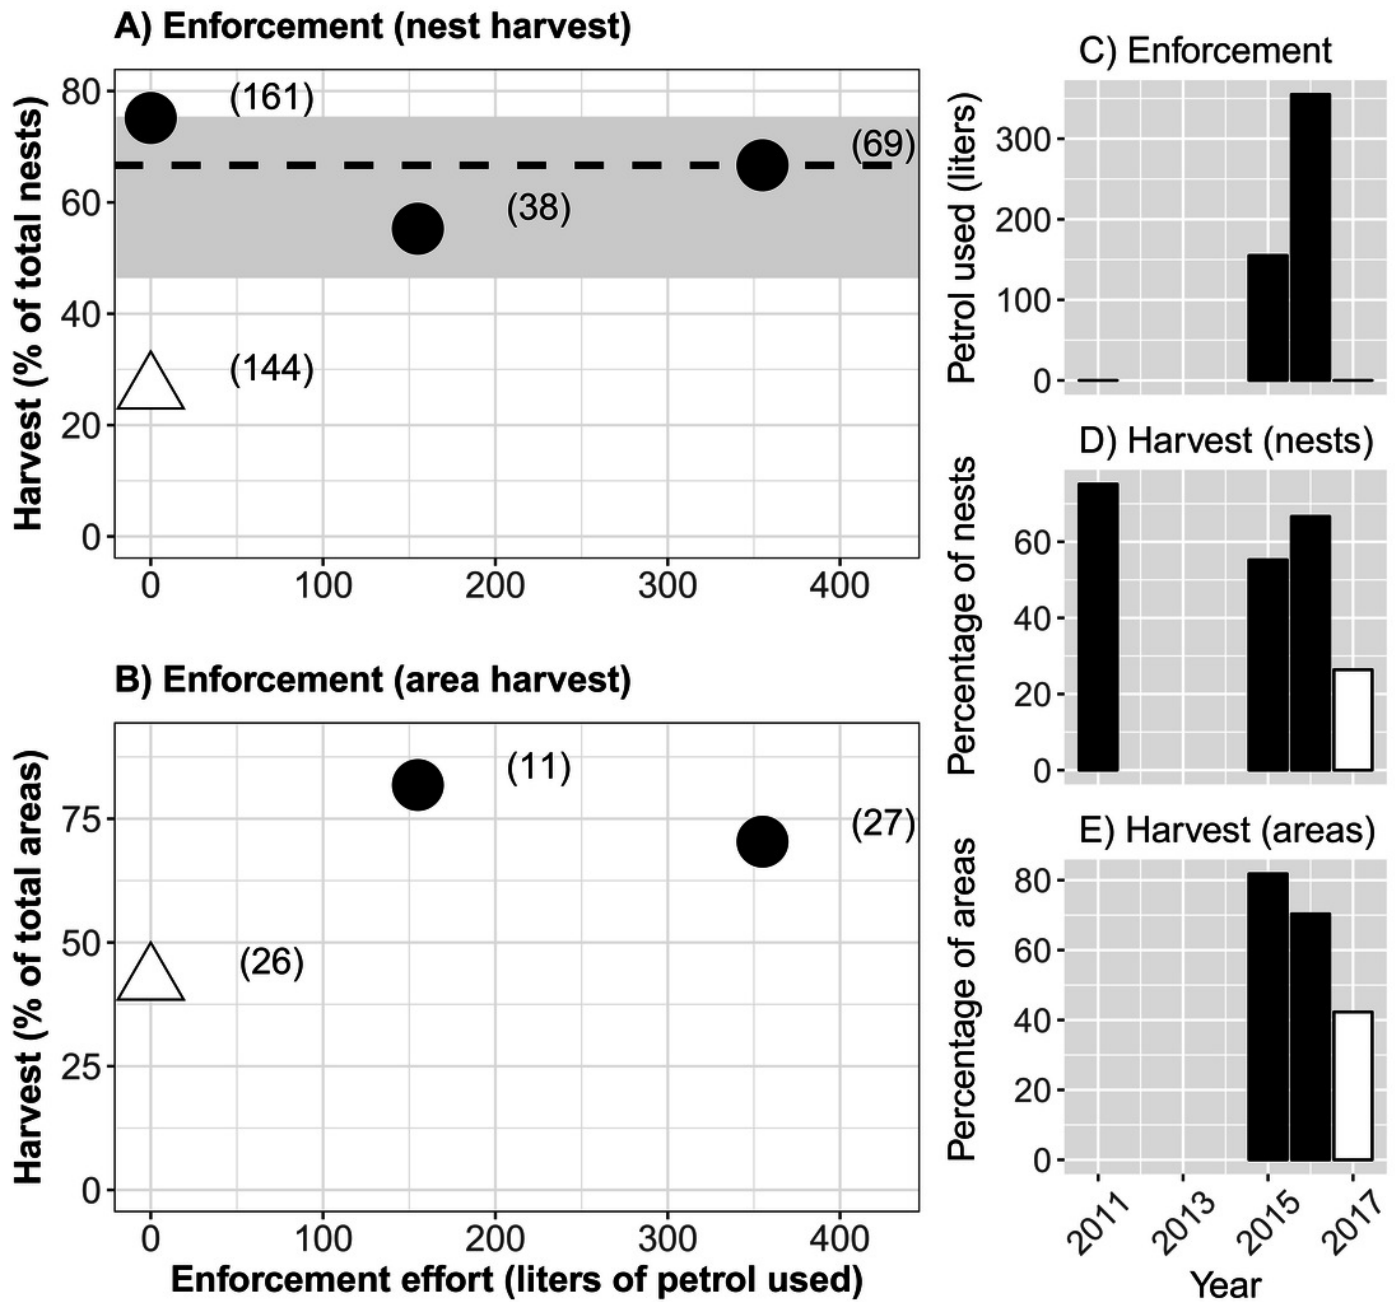 A) Enforcement (nest harvest)
Harvest (% of total nests)
80
60
40
20
0
(161)
(69)
(38)
(144)
0 100 200 300 400
B) Enforcement (area harvest)
Harvest (% of total areas)
75
50
25
0
(11)
(27)
(26)
0 100 200 300 400
Enforcement effort (liters of petrol used)
C) Enforcement
Petrol used (liters)
300
200
100
0
D) Harvest (nests)
Percentage of nests
60
40
20
0
E) Harvest (areas)
Percentage of areas
80
60
40
20
0
2011 2013 2015 2017
Year